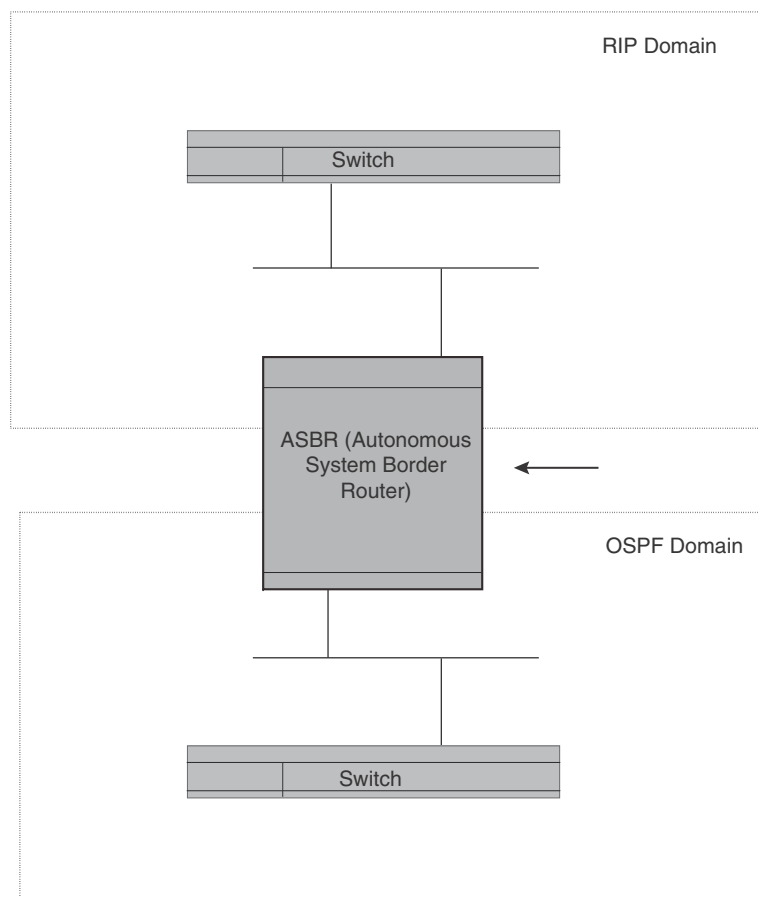 RIP Domain
Switch
ASBR (Autonomous
System Border
Router)
OSPF Domain
Switch